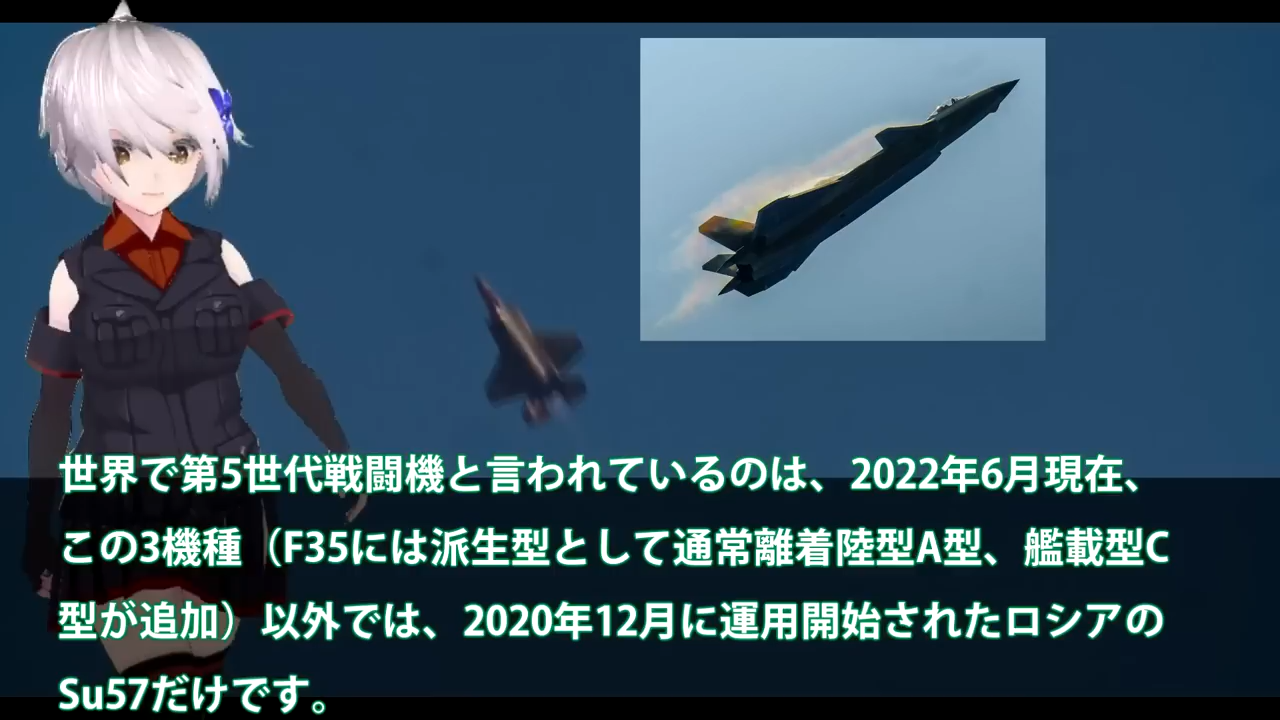 世界で第5世代戦闘機と言われているのは、2022年6月現在、
この3機種（F35には派生型として通常離着陸型A型、艦載型C
型が追加）以外では、2020年12月に運用開始されたロシアの
Su57だけです。